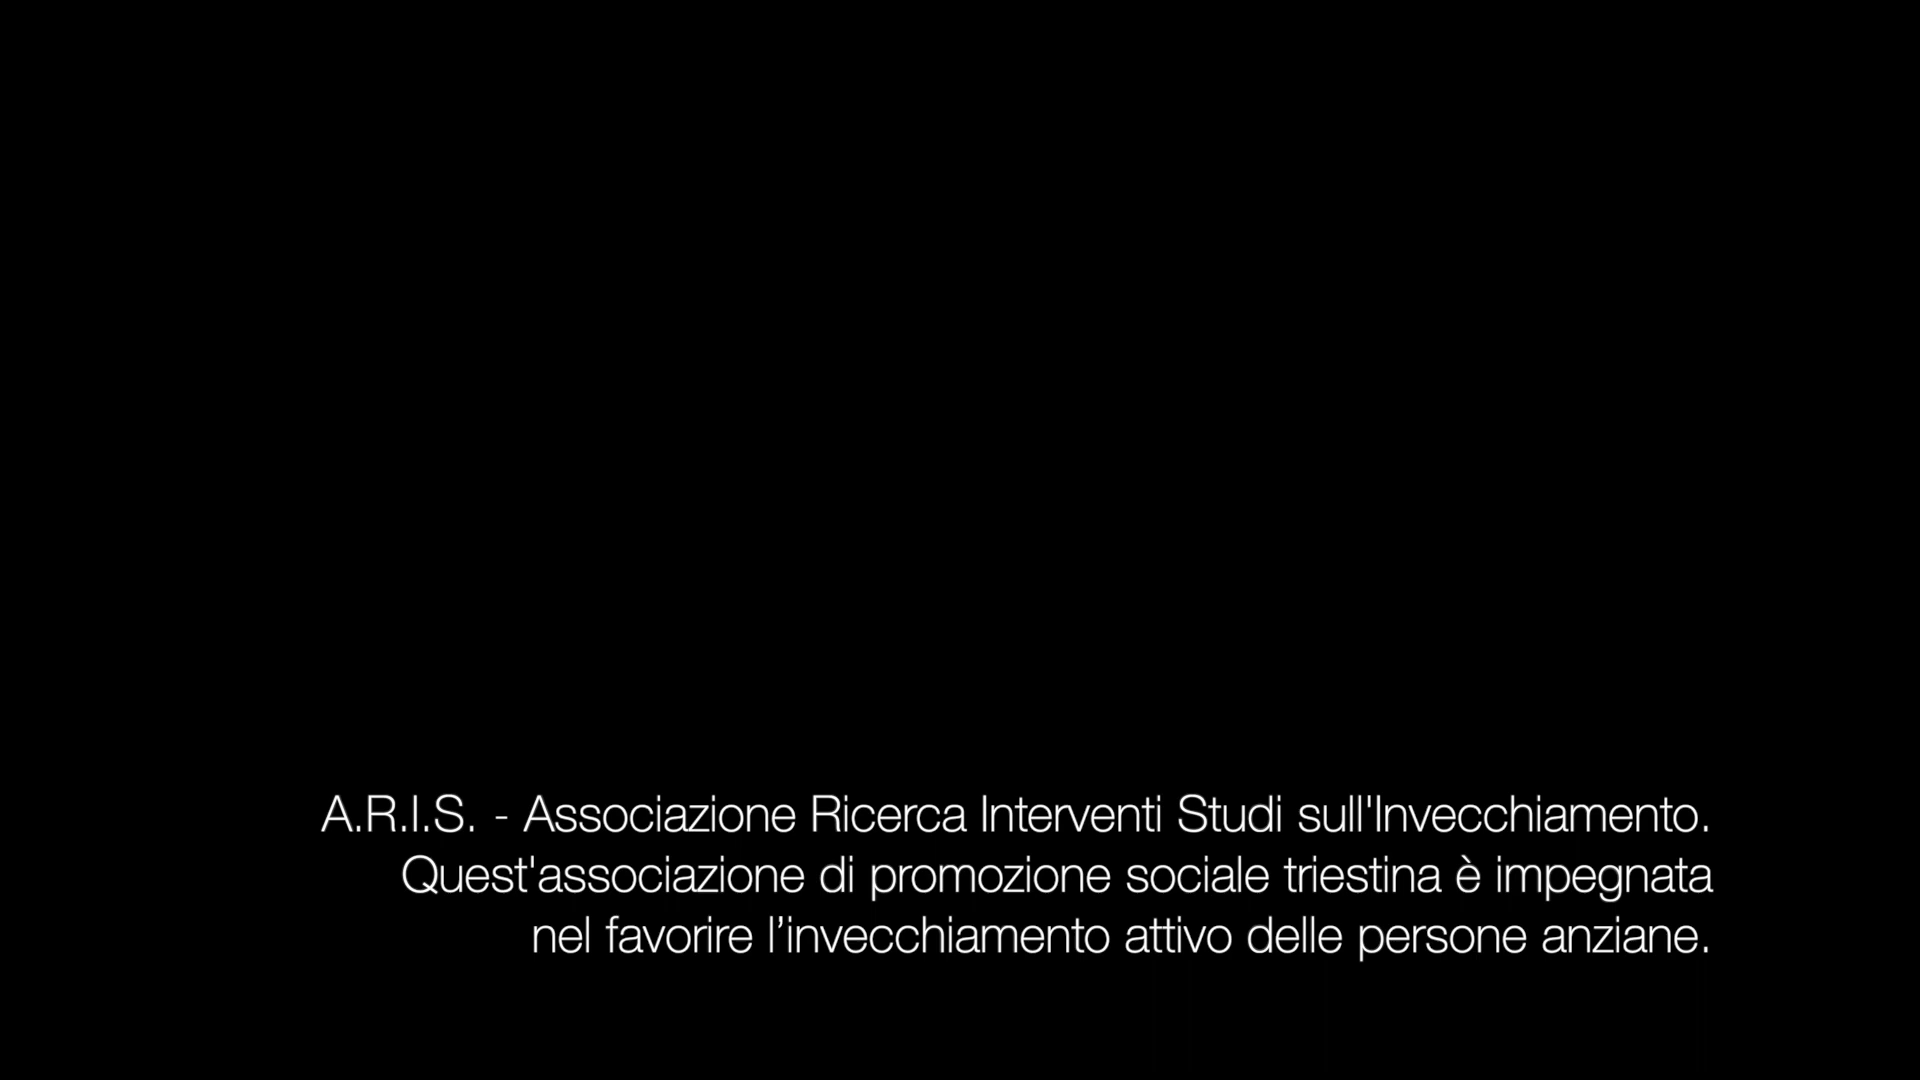 A.R.I.S. - Associazione Ricerca Interventi Studi sull'Invecchiamento.
Quest'associazione di promozione sociale triestina è impegnata
nel favorire l’invecchiamento attivo delle persone anziane.